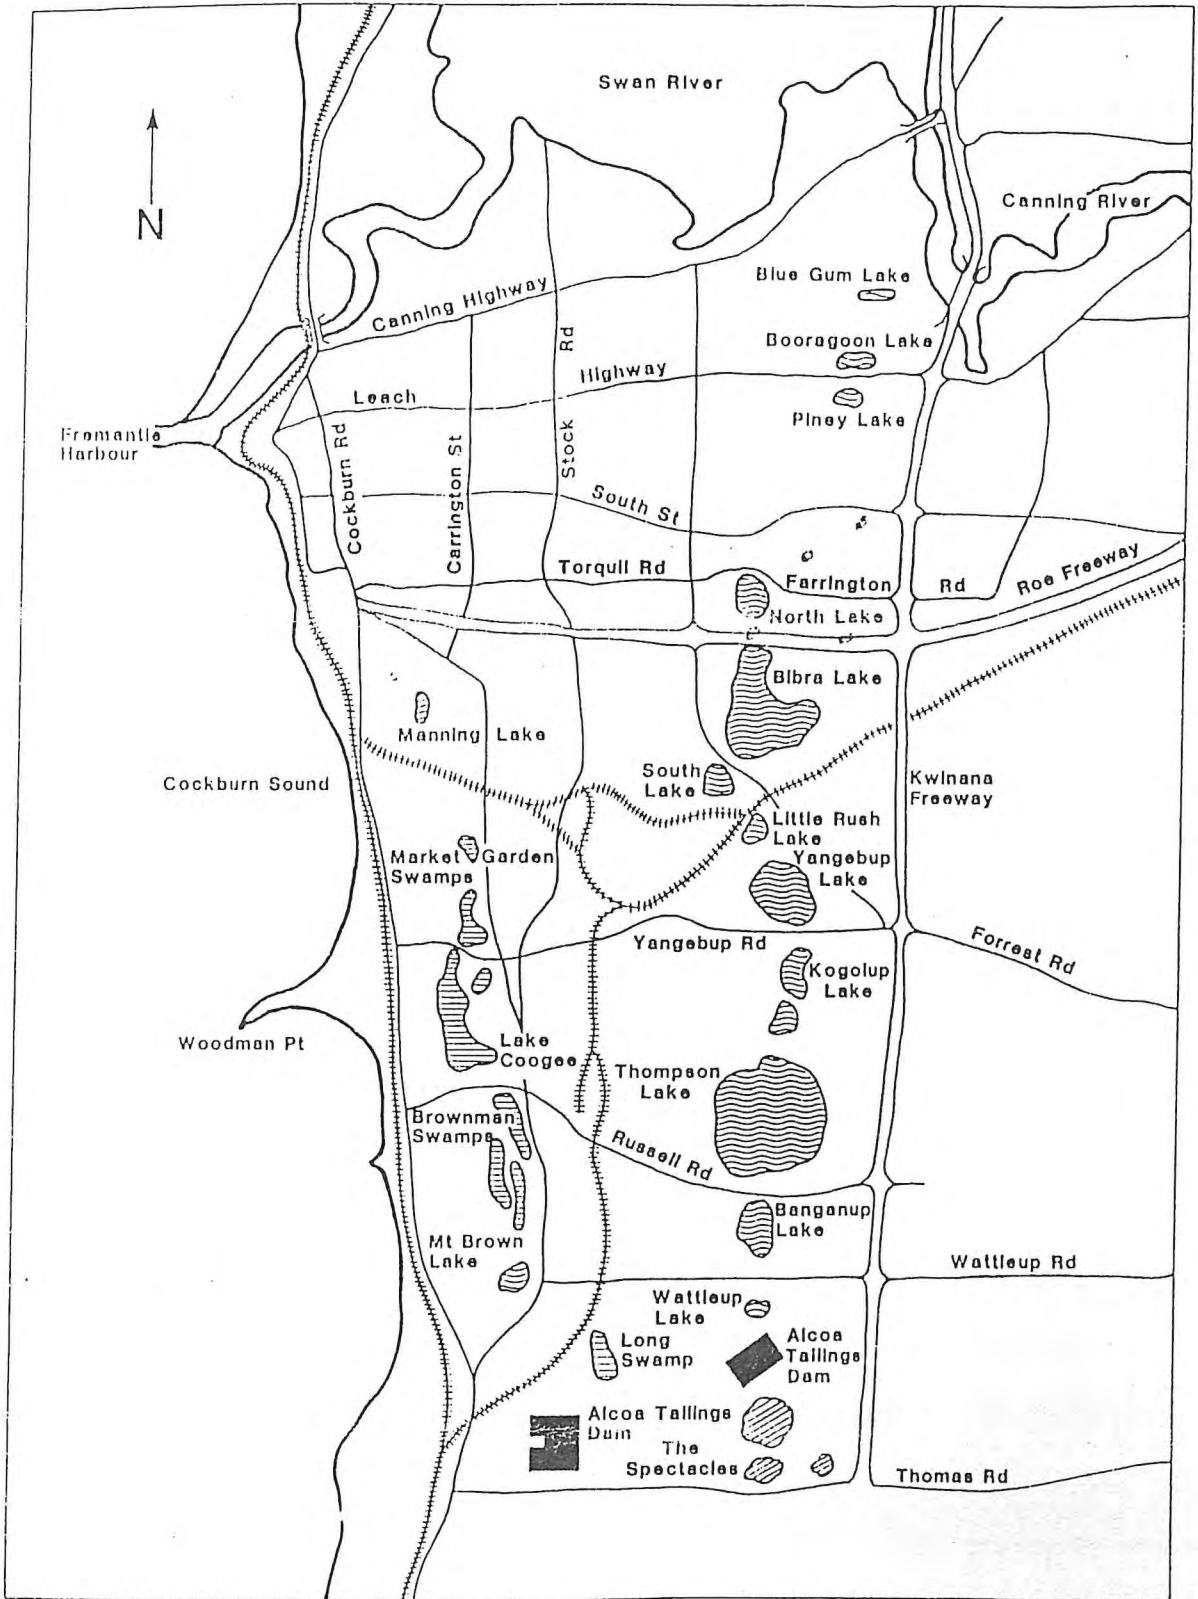 Swan River
N
Canning River
Blue Gum Lake
Canning Highway
Booragoon Lake
Leach Highway
Piney Lake
Fremantle
Harbour
Cockburn Rd
Carrington St
Stock Rd
South St
Torquil Rd
Farrington Rd
Roe Freeway
North Lake
Bibra Lake
Manning Lake
Cockburn Sound
South
Lake
Kwinana
Freeway
Little Rush
Lake
Market Garden
Swamps
Yangebup
Lake
Yangebup Rd
Forrest Rd
Kogolup
Lake
Woodman Pt
Lake
Coogee
Thompson
Lake
Brownman
Swamps
Russell Rd
Banganup
Lake
Mt Brown
Lake
Wattleup Rd
Wattleup
Lake
Long
Swamp
Alcoa
Tailings
Dam
Alcoa Tailings
Dam
The
Spectacles
Thomas Rd